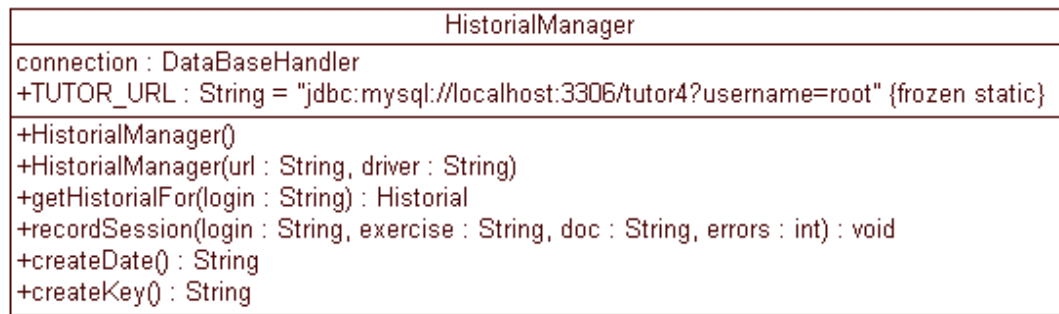 HistorialManager
connection : DataBaseHandler
+TUTOR_URL : String = "jdbc:mysql://localhost:3306/tutor4?username=root" {frozen static}
+HistorialManager()
+HistorialManager(url : String, driver : String)
+getHistorialFor(login : String) : Historial
+recordSession(login : String, exercise : String, doc : String, errors : int) : void
+createDate() : String
+createKey() : String